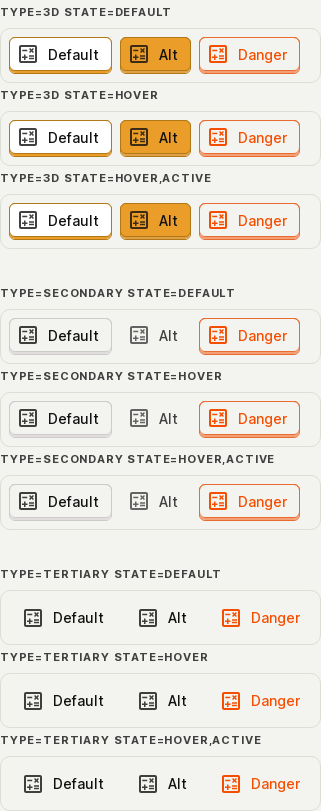 TYPE=3D STATE=DEFAULT
Default Alt Danger
TYPE=3D STATE=HOVER
Default Alt Danger
TYPE=3D STATE=HOVER,ACTIVE
Default Alt Danger
TYPE=SECONDARY STATE=DEFAULT
Default Alt Danger
TYPE=SECONDARY STATE=HOVER
Default Alt Danger
TYPE=SECONDARY STATE=HOVER,ACTIVE
Default Alt Danger
TYPE=TERTIARY STATE=DEFAULT
Default Alt Danger
TYPE=TERTIARY STATE=HOVER
Default Alt Danger
TYPE=TERTIARY STATE=HOVER,ACTIVE
Default Alt Danger